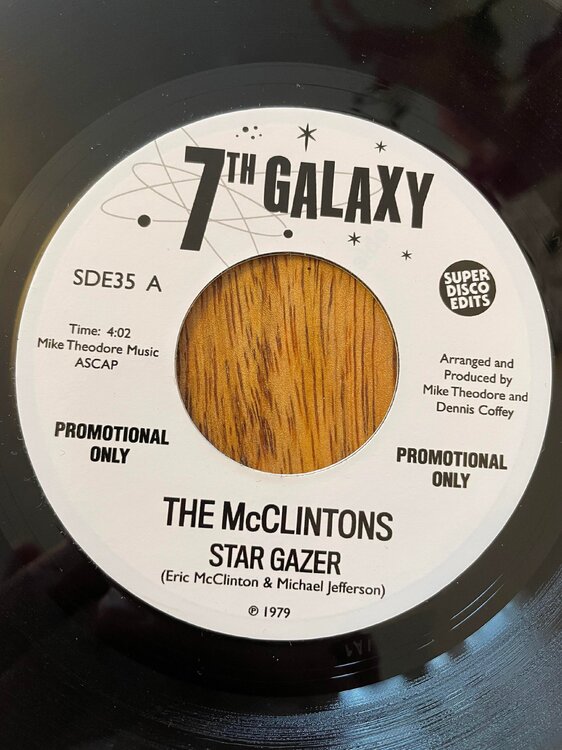 7TH GALAXY
SDE35 A
SUPER
DISCO
EDITS
Time: 4:02
Mike Theodore Music
ASCAP
Arranged and
Produced by
Mike Theodore and
Dennis Coffey
PROMOTIONAL
ONLY
PROMOTIONAL
ONLY
THE McCLINTONS
STAR GAZER
(Eric McClinton & Michael Jefferson)
℗ 1979